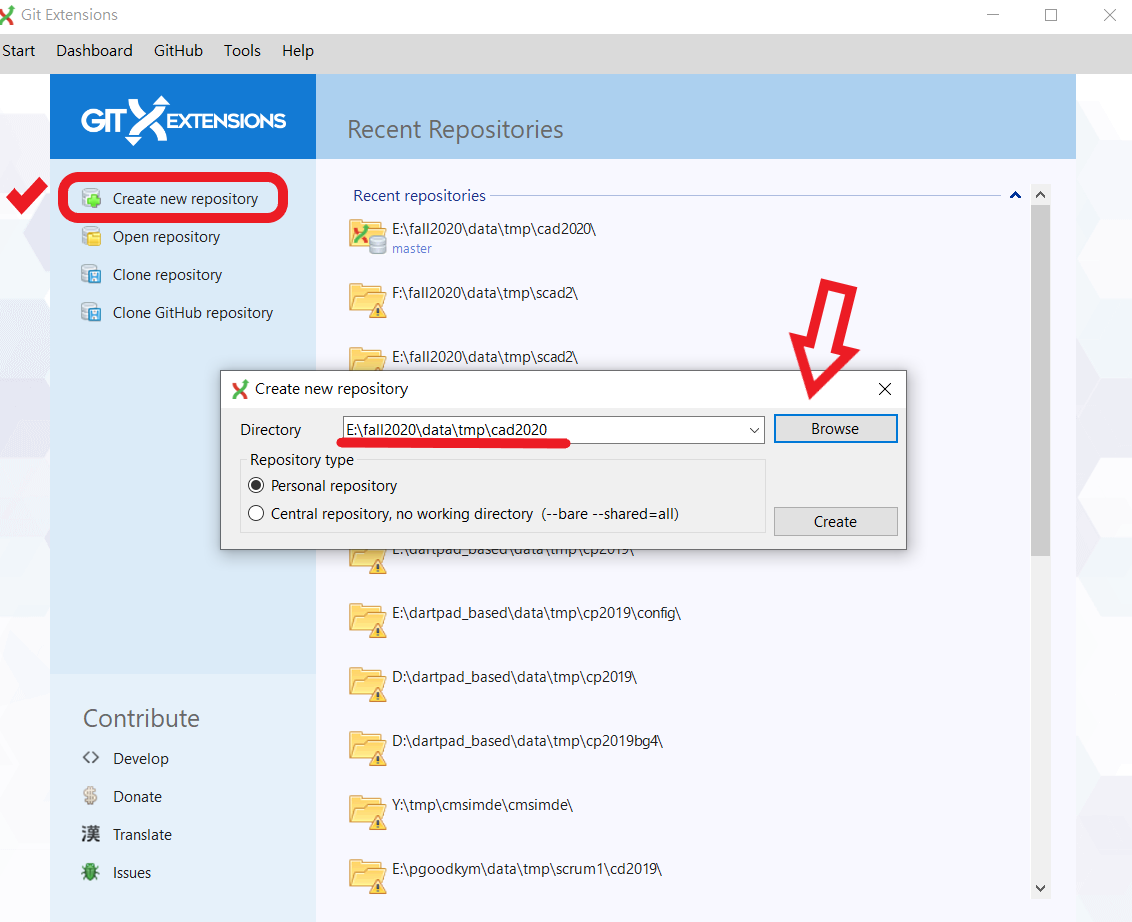 Git Extensions
Start Dashboard GitHub Tools Help
GIT EXTENSIONS
Recent Repositories
Create new repository
Open repository
Clone repository
Clone GitHub repository
Recent repositories
E:\fall2020\data\tmp\cad2020\
master
F:\fall2020\data\tmp\scad2\
E:\fall2020\data\tmp\scad2\
Create new repository
Directory
E:\fall2020\data\tmp\cad2020
Browse
Repository type
Personal repository
Central repository, no working directory (--bare --shared=all)
Create
E:\dartpad_based\data\tmp\cp2019\
E:\dartpad_based\data\tmp\cp2019\config\
D:\dartpad_based\data\tmp\cp2019\
D:\dartpad_based\data\tmp\cp2019bg4\
Y:\tmp\cmsimde\cmsimde\
E:\pgoodkym\data\tmp\scrum1\cd2019\
Contribute
Develop
Donate
漢 Translate
Issues